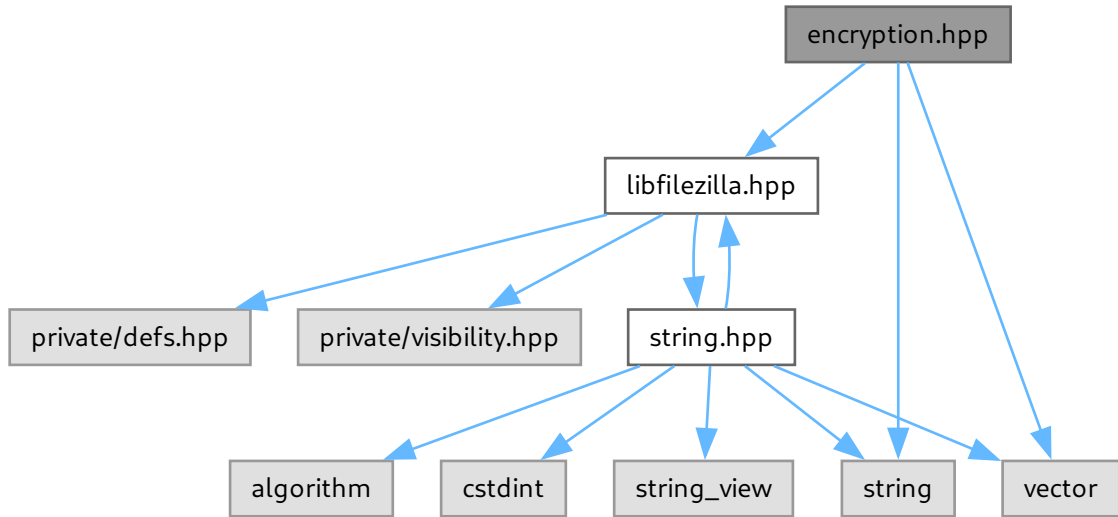 encryption.hpp
libfilezilla.hpp
private/defs.hpp
private/visibility.hpp
string.hpp
algorithm
cstdint
string_view
string
vector